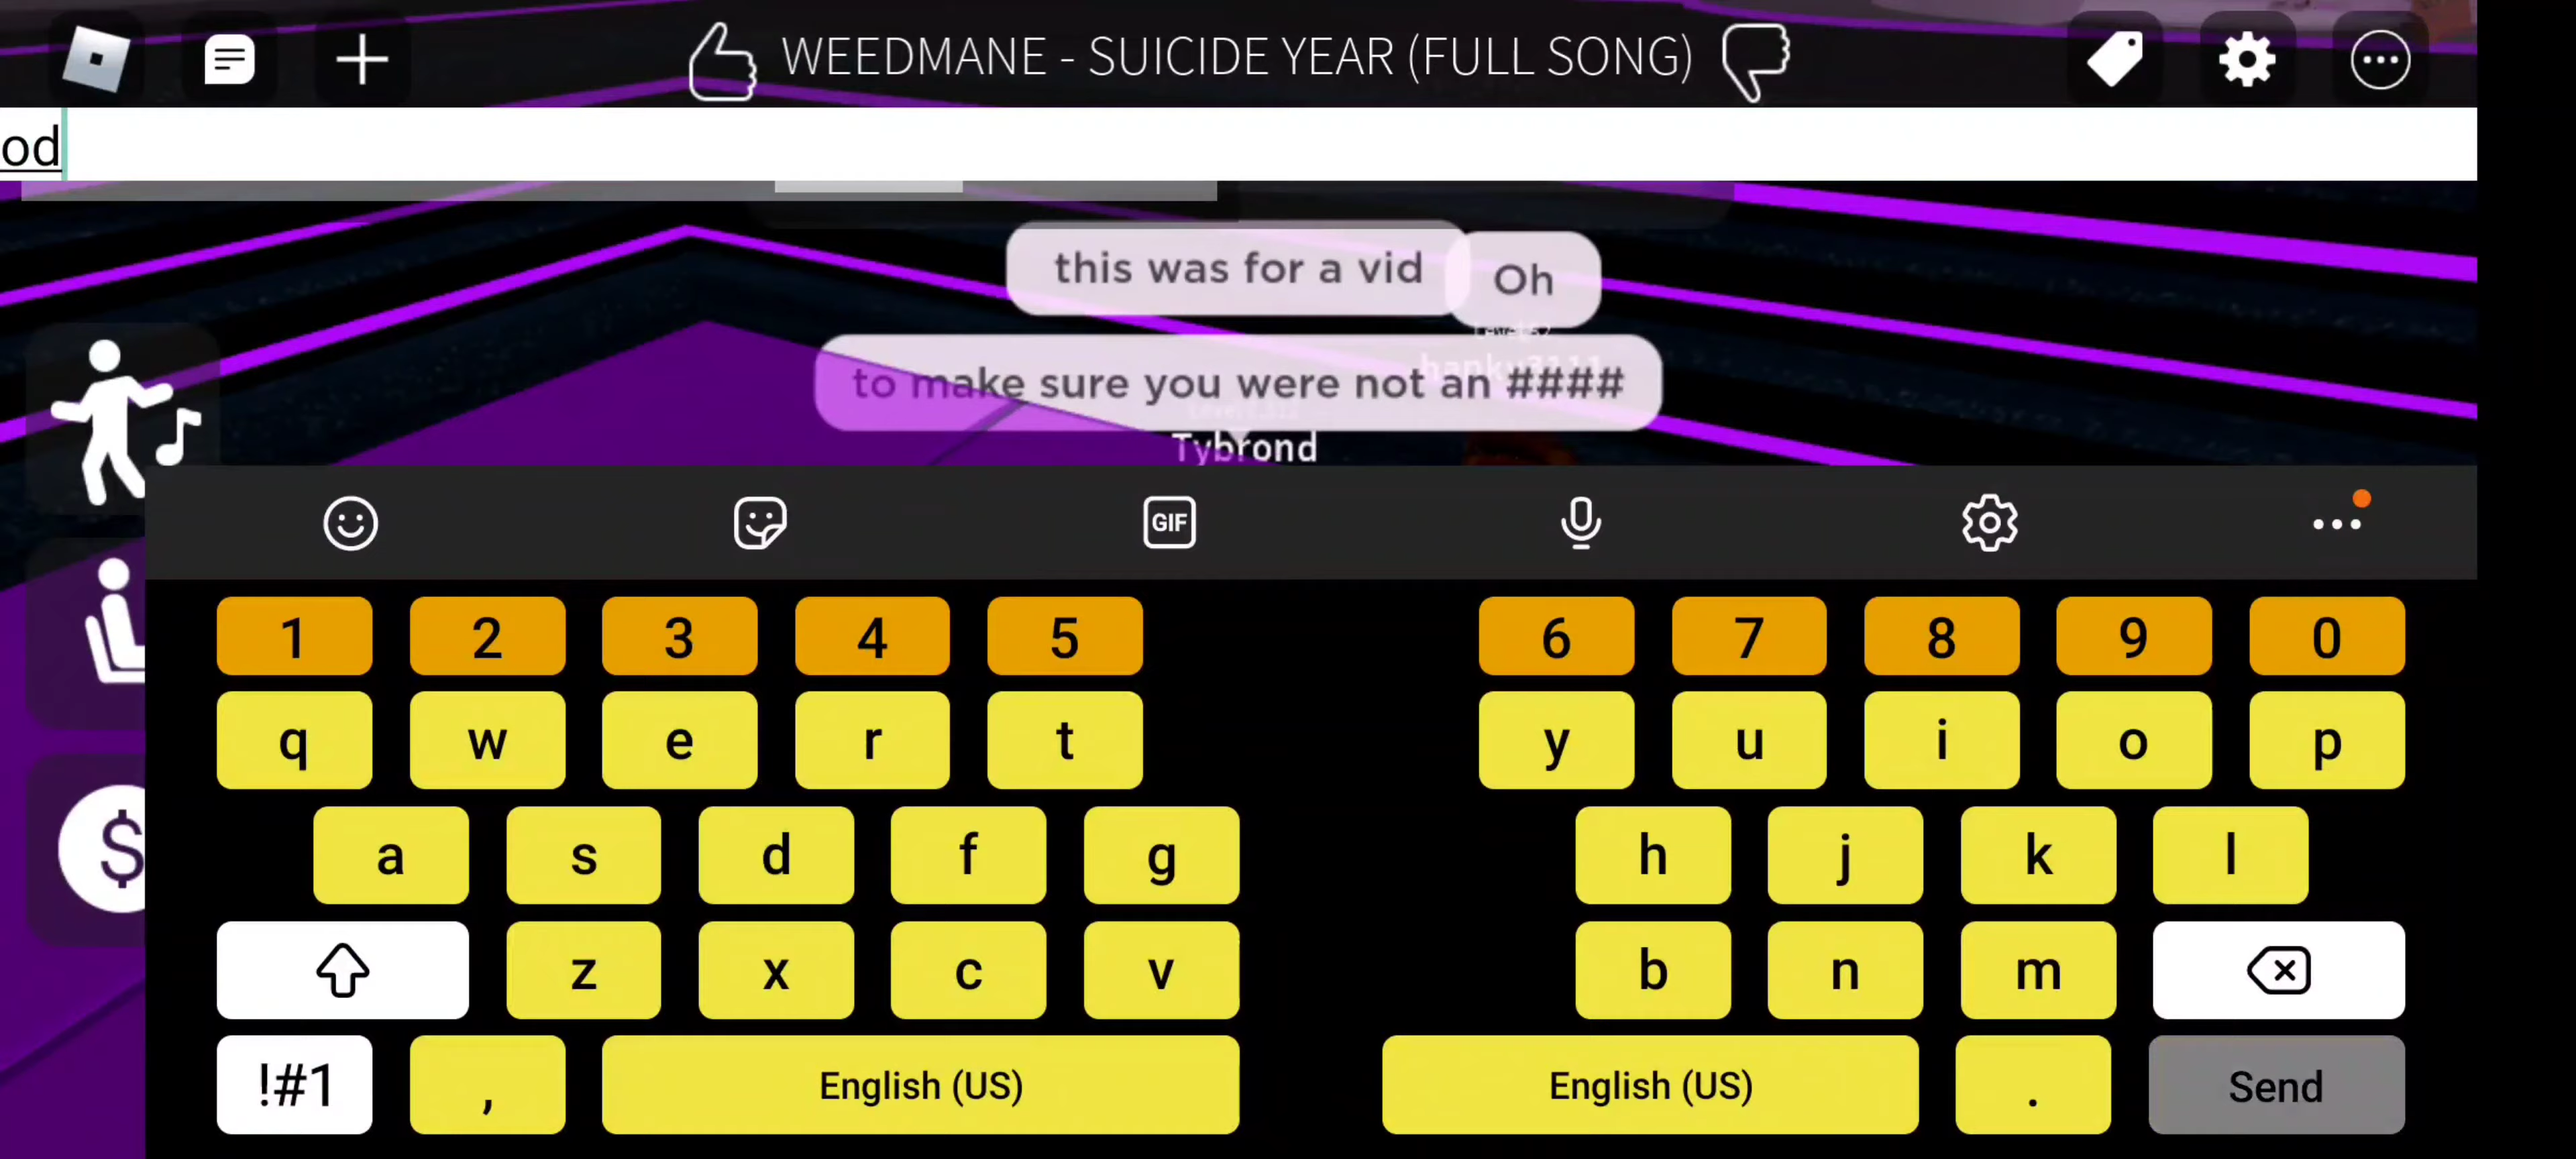 WEEDMANE - SUICIDE YEAR (FULL SONG)
od
this was for a vid
Oh
to make sure you were not an ####
Tybrond
GIF
1 2 3 4 5 6 7 8 9 0
q w e r t y u i o p
a s d f g h j k l
z x c v b n m
!#1 , English (US) English (US) . Send
$